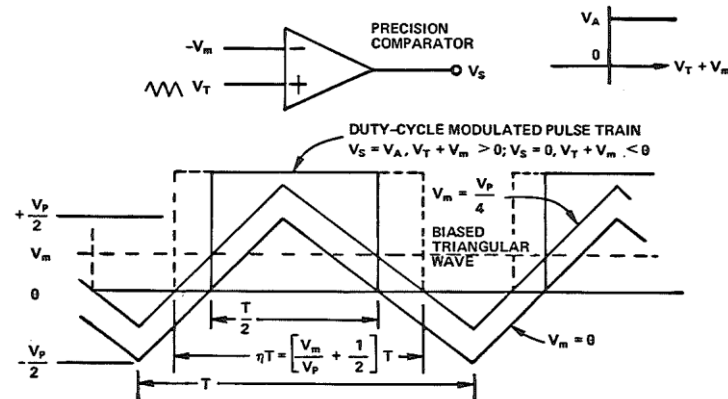 PRECISION
COMPARATOR
-Vm
VT
VS
VA
0
VT + Vm
DUTY-CYCLE MODULATED PULSE TRAIN
VS = VA, VT + Vm > 0; VS = 0, VT + Vm < 0
Vm = VP/4
+VP/2
BIASED
TRIANGULAR
WAVE
Vm
0
T/2
-VP/2
ηT = [Vm/VP + 1/2] T
Vm = 0
T